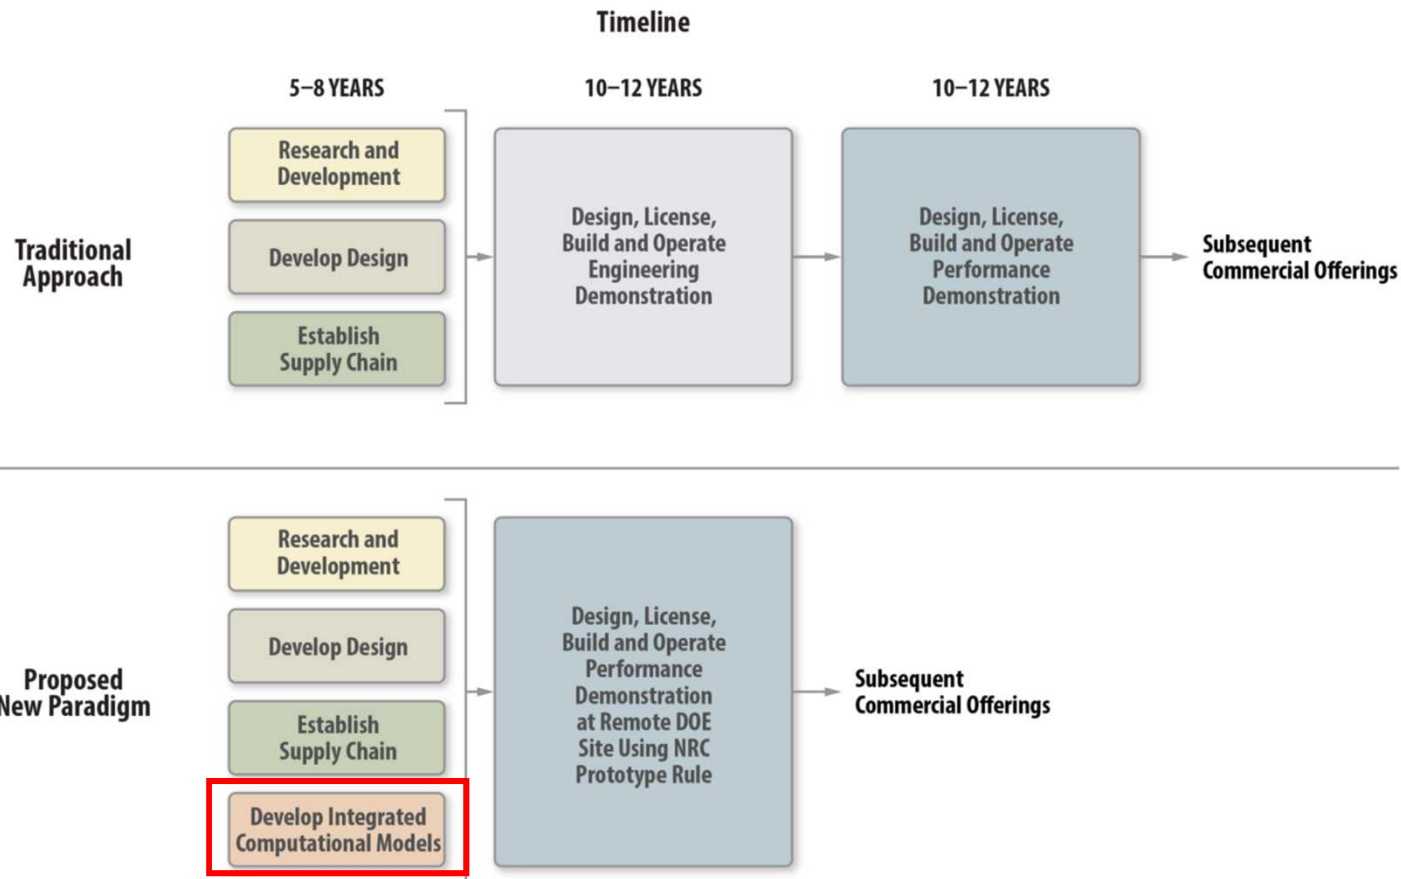 Timeline
5–8 YEARS
10–12 YEARS
10–12 YEARS
Traditional
Approach
Research and
Development
Develop Design
Establish
Supply Chain
Design, License,
Build and Operate
Engineering
Demonstration
Design, License,
Build and Operate
Performance
Demonstration
Subsequent
Commercial Offerings
Proposed
New Paradigm
Research and
Development
Develop Design
Establish
Supply Chain
Develop Integrated
Computational Models
Design, License,
Build and Operate
Performance
Demonstration
at Remote DOE
Site Using NRC
Prototype Rule
Subsequent
Commercial Offerings